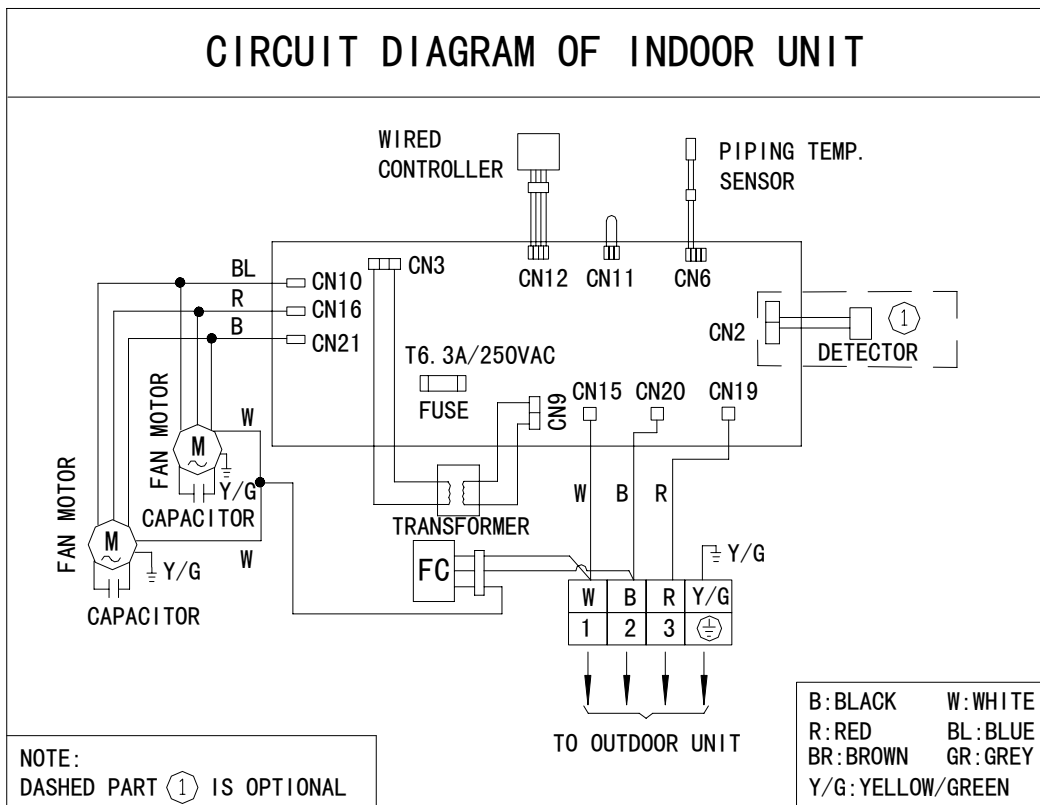 CIRCUIT DIAGRAM OF INDOOR UNIT
WIRED
CONTROLLER
PIPING TEMP.
SENSOR
BL
CN10
CN3
CN12
CN11
CN6
R
CN16
B
CN21
CN2
1
DETECTOR
T6.3A/250VAC
FUSE
CN9
CN15
CN20
CN19
W
FAN MOTOR
M
Y/G
CAPACITOR
TRANSFORMER
W
B
R
FAN MOTOR
M
Y/G
W
CAPACITOR
FC
Y/G
W B R Y/G
1 2 3
TO OUTDOOR UNIT
NOTE:
DASHED PART 1 IS OPTIONAL
B:BLACK W:WHITE
R:RED BL:BLUE
BR:BROWN GR:GREY
Y/G:YELLOW/GREEN